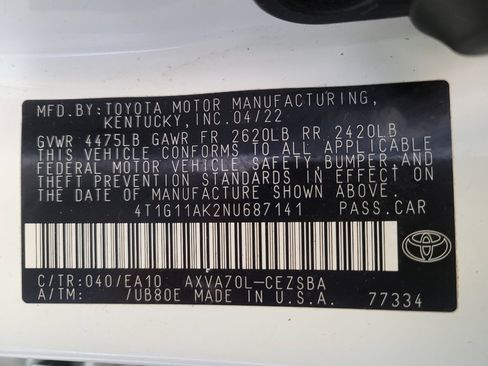 MFD.BY:TOYOTA MOTOR MANUFACTURING,
KENTUCKY, INC.04/22
GVWR 4475LB GAWR FR 2620LB RR 2420LB
THIS VEHICLE CONFORMS TO ALL APPLICABLE
FEDERAL MOTOR VEHICLE SAFETY, BUMPER AND
THEFT PREVENTION STANDARDS IN EFFECT ON
THE DATE OF MANUFACTURE SHOWN ABOVE.
4T1G11AK2NU687141 PASS.CAR
C/TR:040/EA10 AXVA70L-CEZSBA
A/TM: /UB80E MADE IN U.S.A. 77334